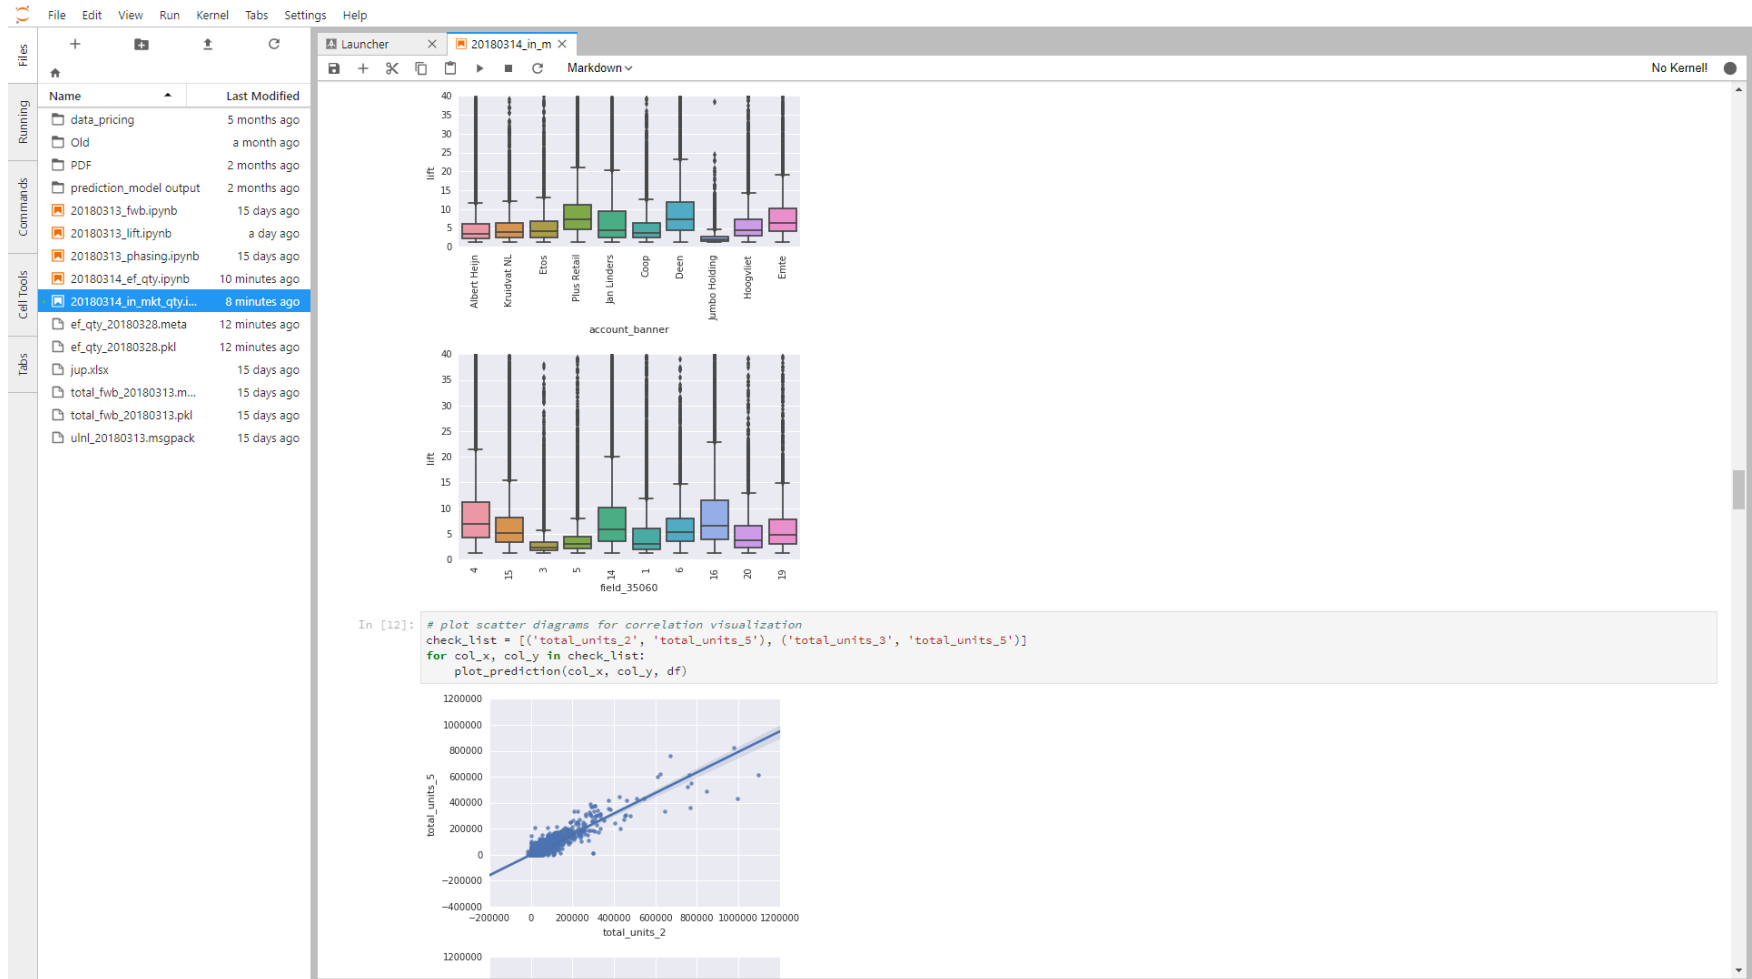 File Edit View Run Kernel Tabs Settings Help
Files
Running
Commands
Cell Tools
Tabs
Name Last Modified
data_pricing 5 months ago
Old a month ago
PDF 2 months ago
prediction_model output 2 months ago
20180313_fwb.ipynb 15 days ago
20180313_lift.ipynb a day ago
20180313_phasing.ipynb 15 days ago
20180314_ef_qty.ipynb 10 minutes ago
20180314_in_mkt_qty.i... 8 minutes ago
ef_qty_20180328.meta 12 minutes ago
ef_qty_20180328.pkl 12 minutes ago
jup.xlsx 15 days ago
total_fwb_20180313.m... 15 days ago
total_fwb_20180313.pkl 15 days ago
ulnl_20180313.msgpack 15 days ago
Launcher
20180314_in_m
Markdown
No Kernel!
40
35
30
25
20
15
10
5
0
lift
Albert Heijn
Kruidvat NL
Etos
Plus Retail
Jan Linders
Coop
Deen
Jumbo Holding
Hoogvliet
Emte
account_banner
40
35
30
25
20
15
10
5
0
lift
4 15 3 5 14 1 6 16 20 19
field_35060
In [12]:
# plot scatter diagrams for correlation visualization
check_list = [('total_units_2', 'total_units_5'), ('total_units_3', 'total_units_5')]
for col_x, col_y in check_list:
    plot_prediction(col_x, col_y, df)
1200000
1000000
800000
600000
400000
200000
0
−200000
−400000
total_units_5
−200000 0 200000 400000 600000 800000 1000000 1200000
total_units_2
1200000